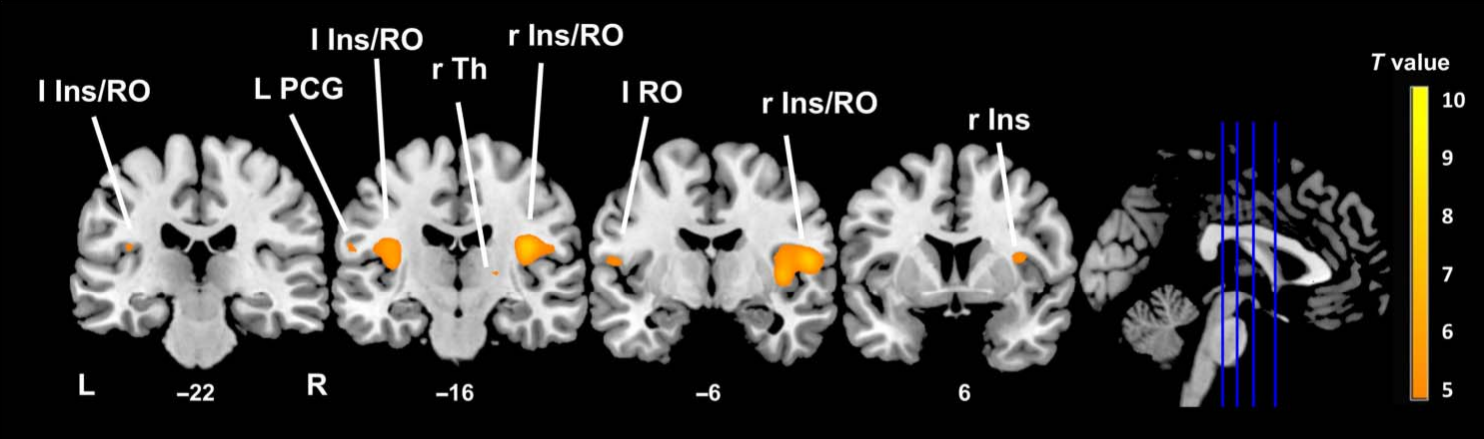 l Ins/RO
L PCG
l Ins/RO
r Th
r Ins/RO
l RO
r Ins/RO
r Ins
T value
10
9
8
7
6
5
L
–22
R
–16
–6
6